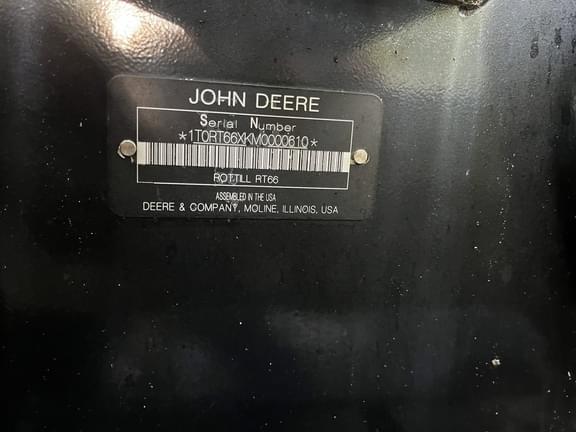 JOHN DEERE
Serial Number
*1T0RT66XKM0000610*
ROTTILL RT66
ASSEMBLED IN THE USA
DEERE & COMPANY, MOLINE, ILLINOIS, USA